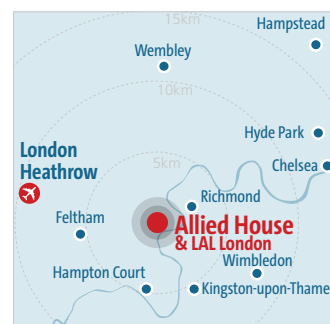 15km
Hampstead
Wembley
10km
Hyde Park
London
Heathrow
5km
Chelsea
Richmond
Feltham
Allied House
& LAL London
Wimbledon
Hampton Court
Kingston-upon-Thame